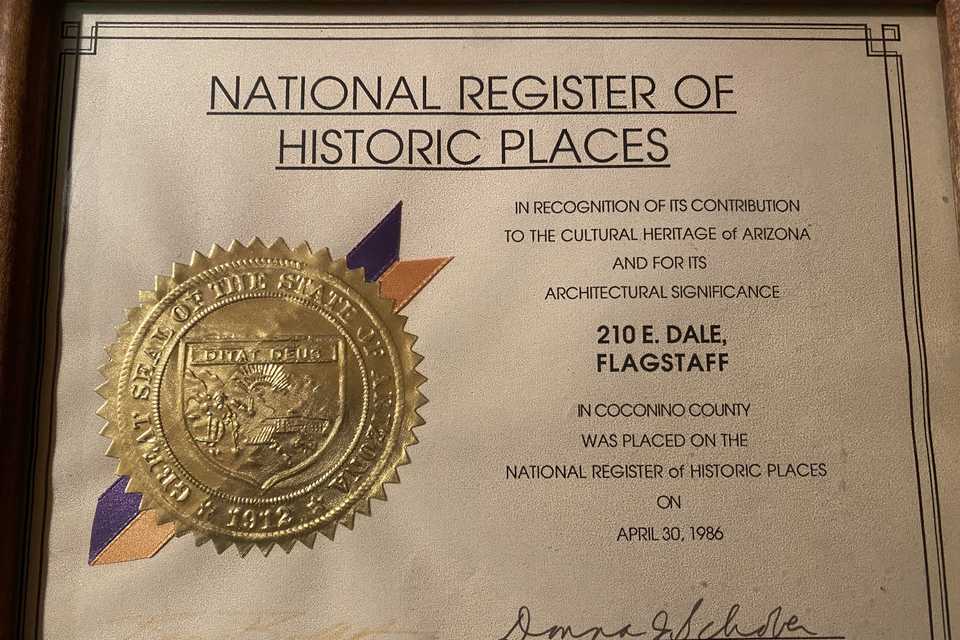 NATIONAL REGISTER OF
HISTORIC PLACES
IN RECOGNITION OF ITS CONTRIBUTION
TO THE CULTURAL HERITAGE of ARIZONA
AND FOR ITS
ARCHITECTURAL SIGNIFICANCE
210 E. DALE,
FLAGSTAFF
IN COCONINO COUNTY
WAS PLACED ON THE
NATIONAL REGISTER of HISTORIC PLACES
ON
APRIL 30, 1986
GREAT SEAL OF THE STATE OF ARIZONA
DITAT DEUS
1912
Donna J Schober